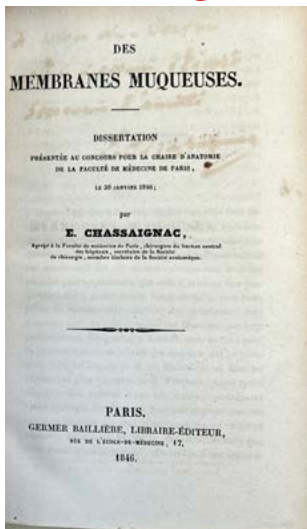 DES
MEMBRANES MUQUEUSES.
DISSERTATION
PRÉSENTÉE AU CONCOURS POUR LA CHAIRE D'ANATOMIE
DE LA FACULTÉ DE MÉDECINE DE PARIS,
LE 20 JANVIER 1846;
par
E. CHASSAIGNAC,
Agrégé à la Faculté de médecine de Paris, chirurgien du bureau central
des hôpitaux, secrétaire de la Société
de chirurgie, membre titulaire de la Société anatomique.
PARIS.
GERMER BAILLIÈRE, LIBRAIRE-ÉDITEUR,
RUE DE L'ÉCOLE-DE-MÉDECINE, 17.
1846.